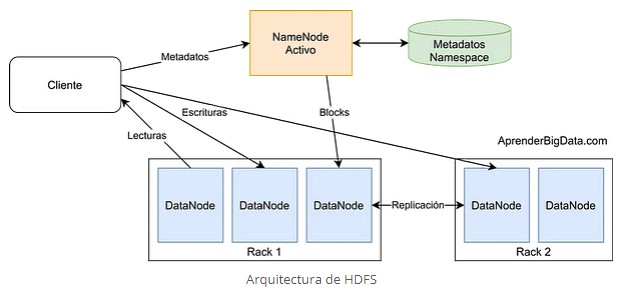 NameNode
Activo
Metadatos
Namespace
Metadatos
Cliente
Escrituras
Blocks
Lecturas
AprenderBigData.com
DataNode
DataNode
DataNode
Replicación
DataNode
DataNode
Rack 1
Rack 2
Arquitectura de HDFS